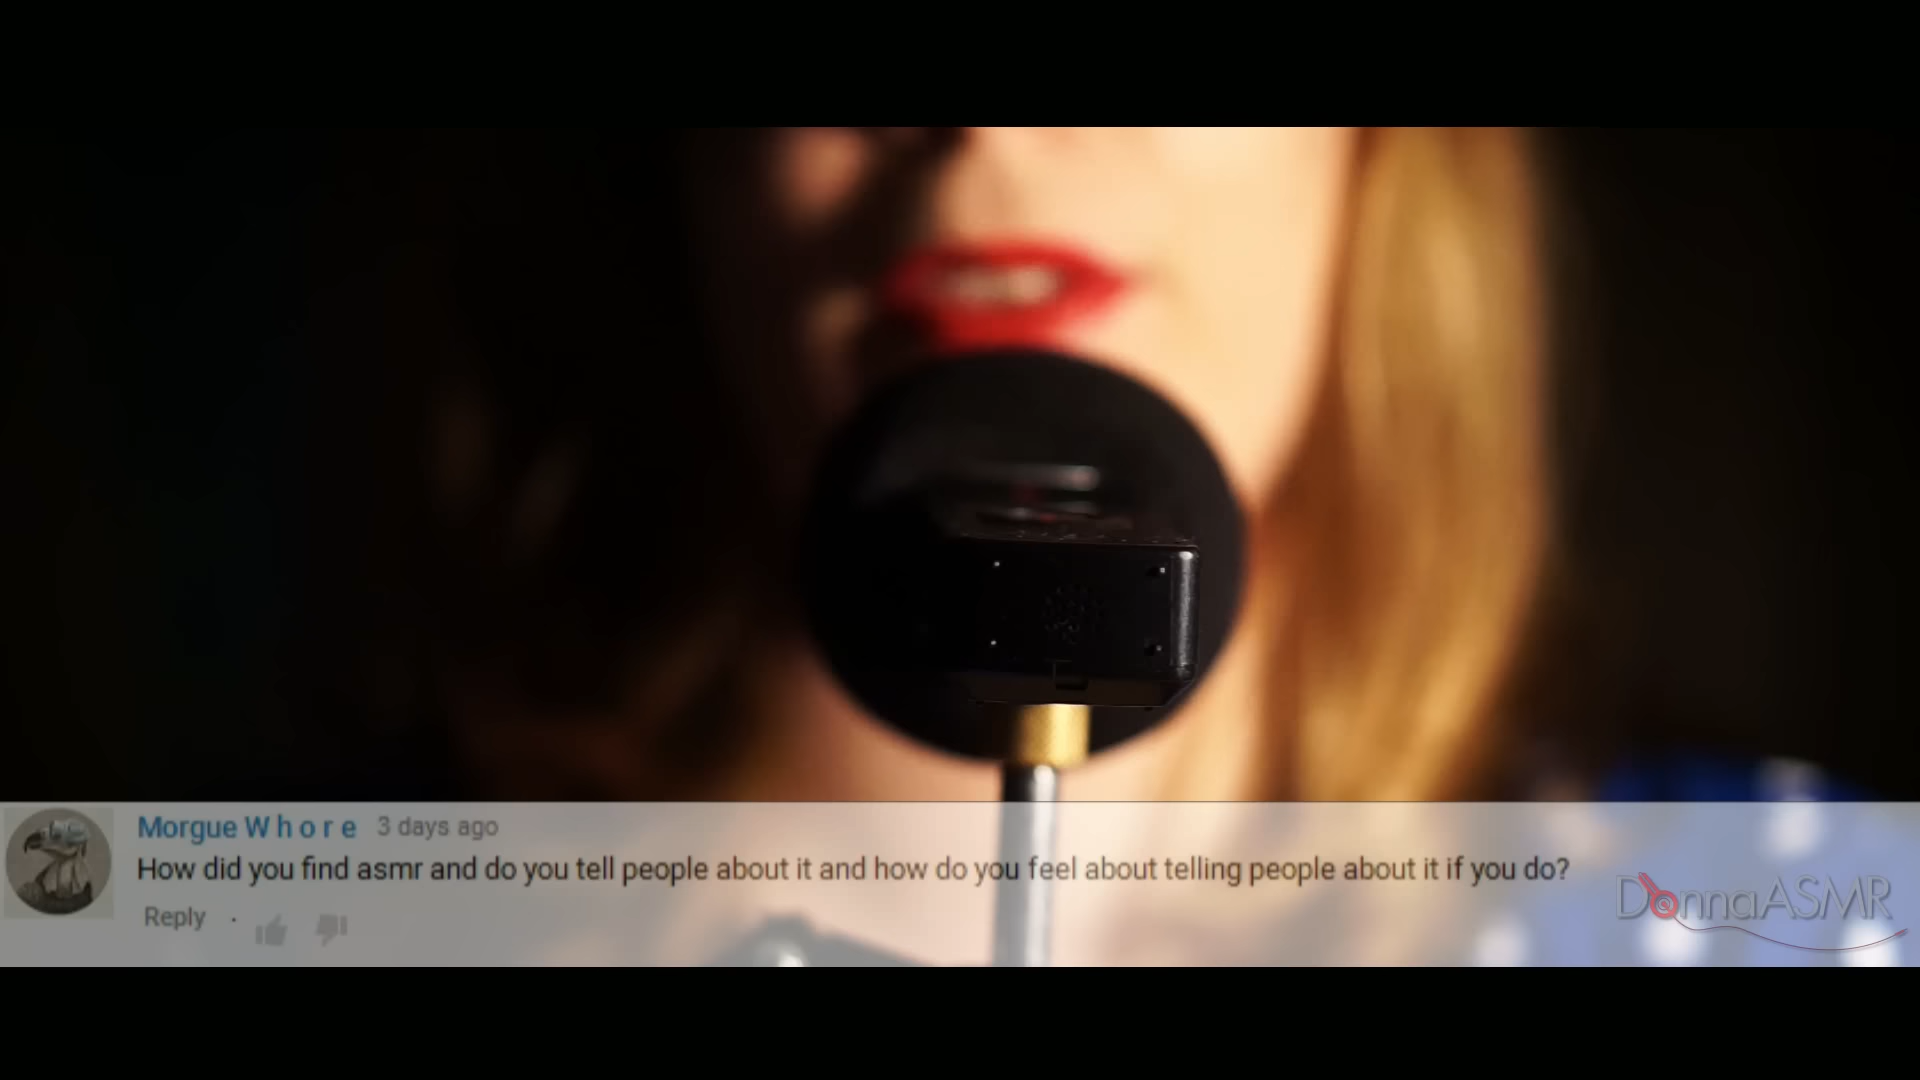 Morgue W h o r e 3 days ago
How did you find asmr and do you tell people about it and how do you feel about telling people about it if you do?
Reply .
DonnaASMR